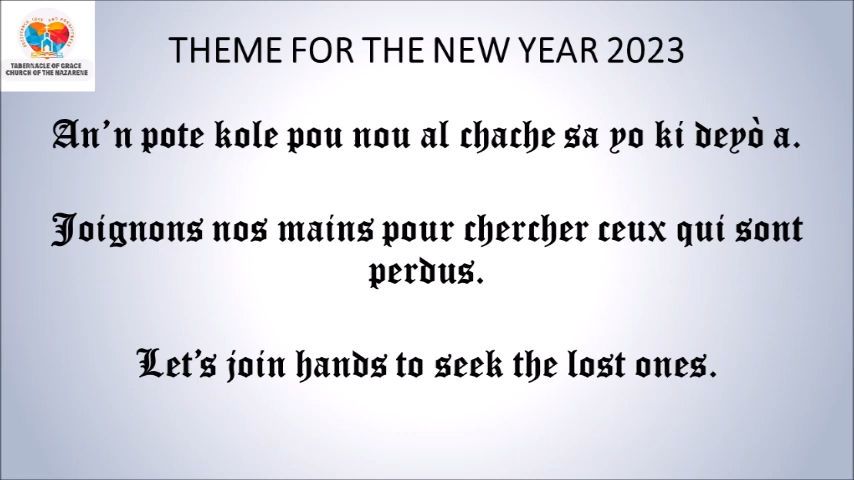 TABERNACLE OF GRACE
CHURCH OF THE NAZARENE
THEME FOR THE NEW YEAR 2023
An'n pote kole pou nou al chache sa yo ki deyò a.
Joignons nos mains pour chercher ceux qui sont
perdus.
Let's join hands to seek the lost ones.